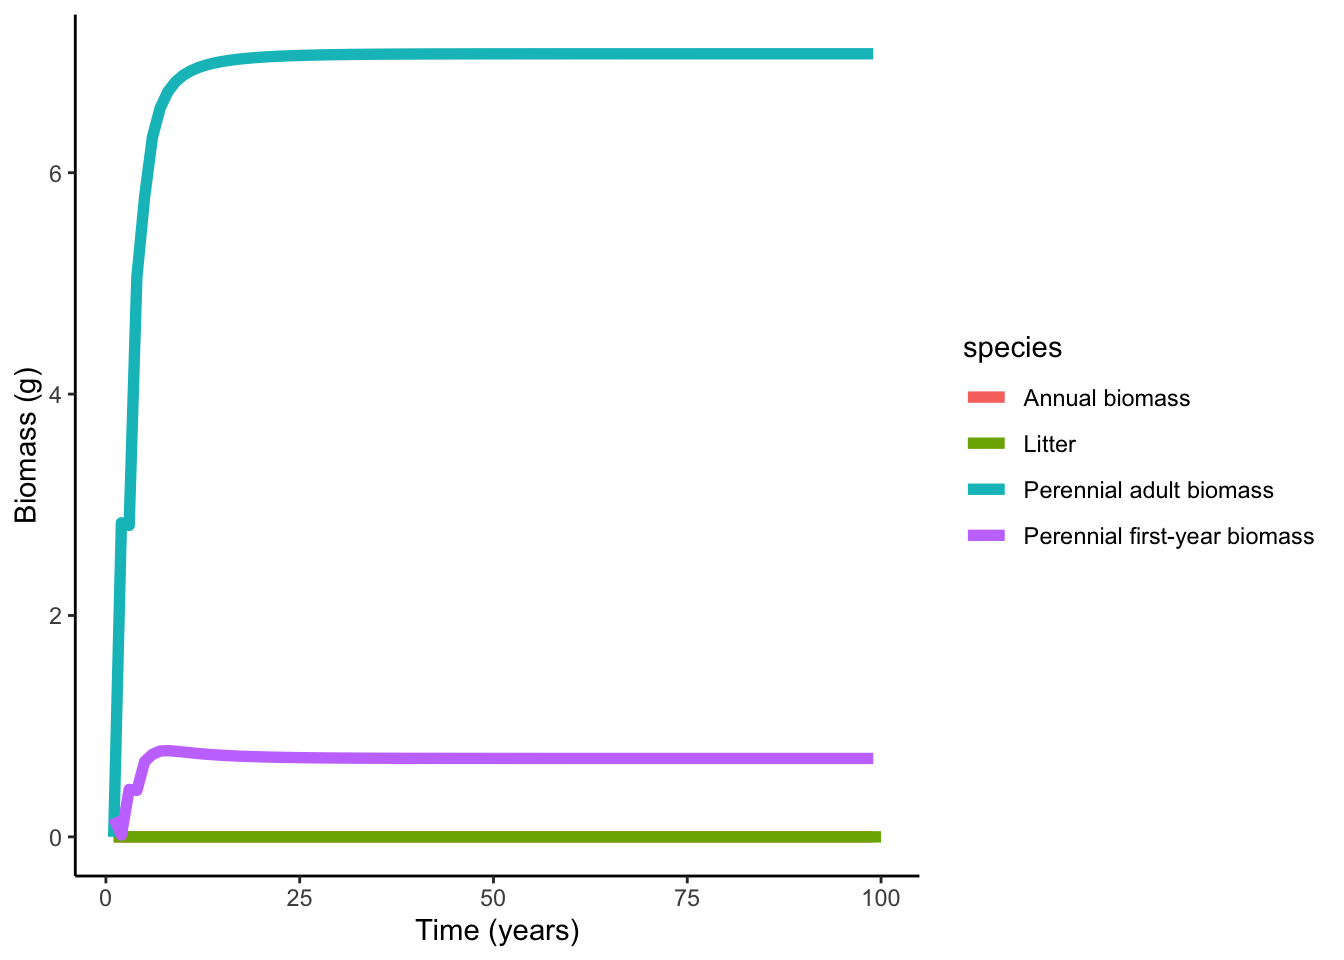 6
4
2
0
Biomass (g)
0 25 50 75 100
Time (years)
species
Annual biomass
Litter
Perennial adult biomass
Perennial first-year biomass